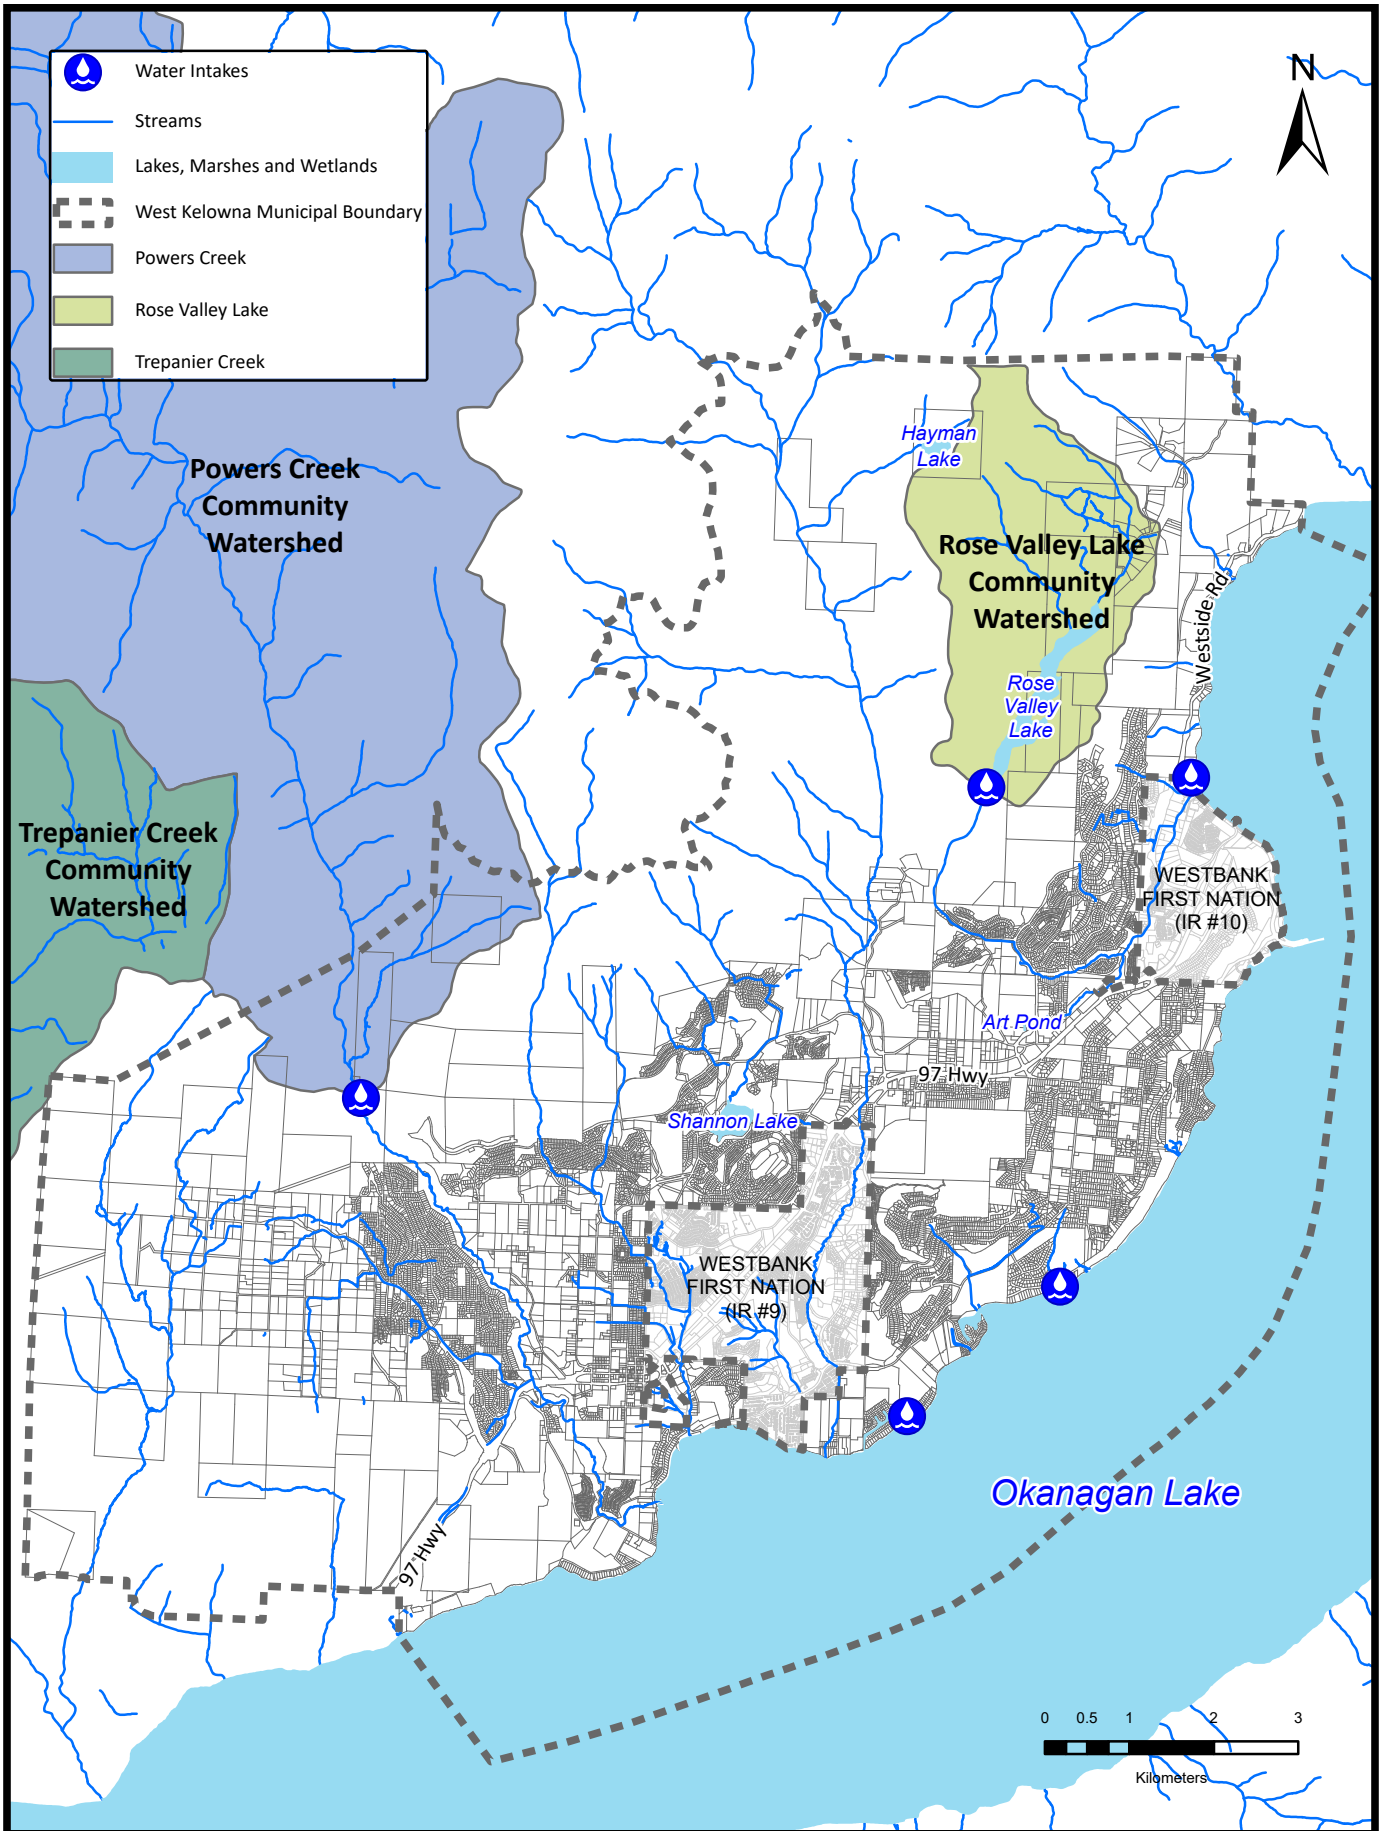 Water Intakes
Streams
Lakes, Marshes and Wetlands
West Kelowna Municipal Boundary
Powers Creek
Rose Valley Lake
Trepanier Creek
N
Hayman
Lake
Powers Creek
Community
Watershed
Rose Valley Lake
Community
Watershed
Westside Rd
Rose
Valley
Lake
Trepanier Creek
Community
Watershed
WESTBANK
FIRST NATION
(IR #10)
Art Pond
97 Hwy
Shannon Lake
WESTBANK
FIRST NATION
(IR #9)
Okanagan Lake
97 Hwy
0 0.5 1 2 3
Kilometers